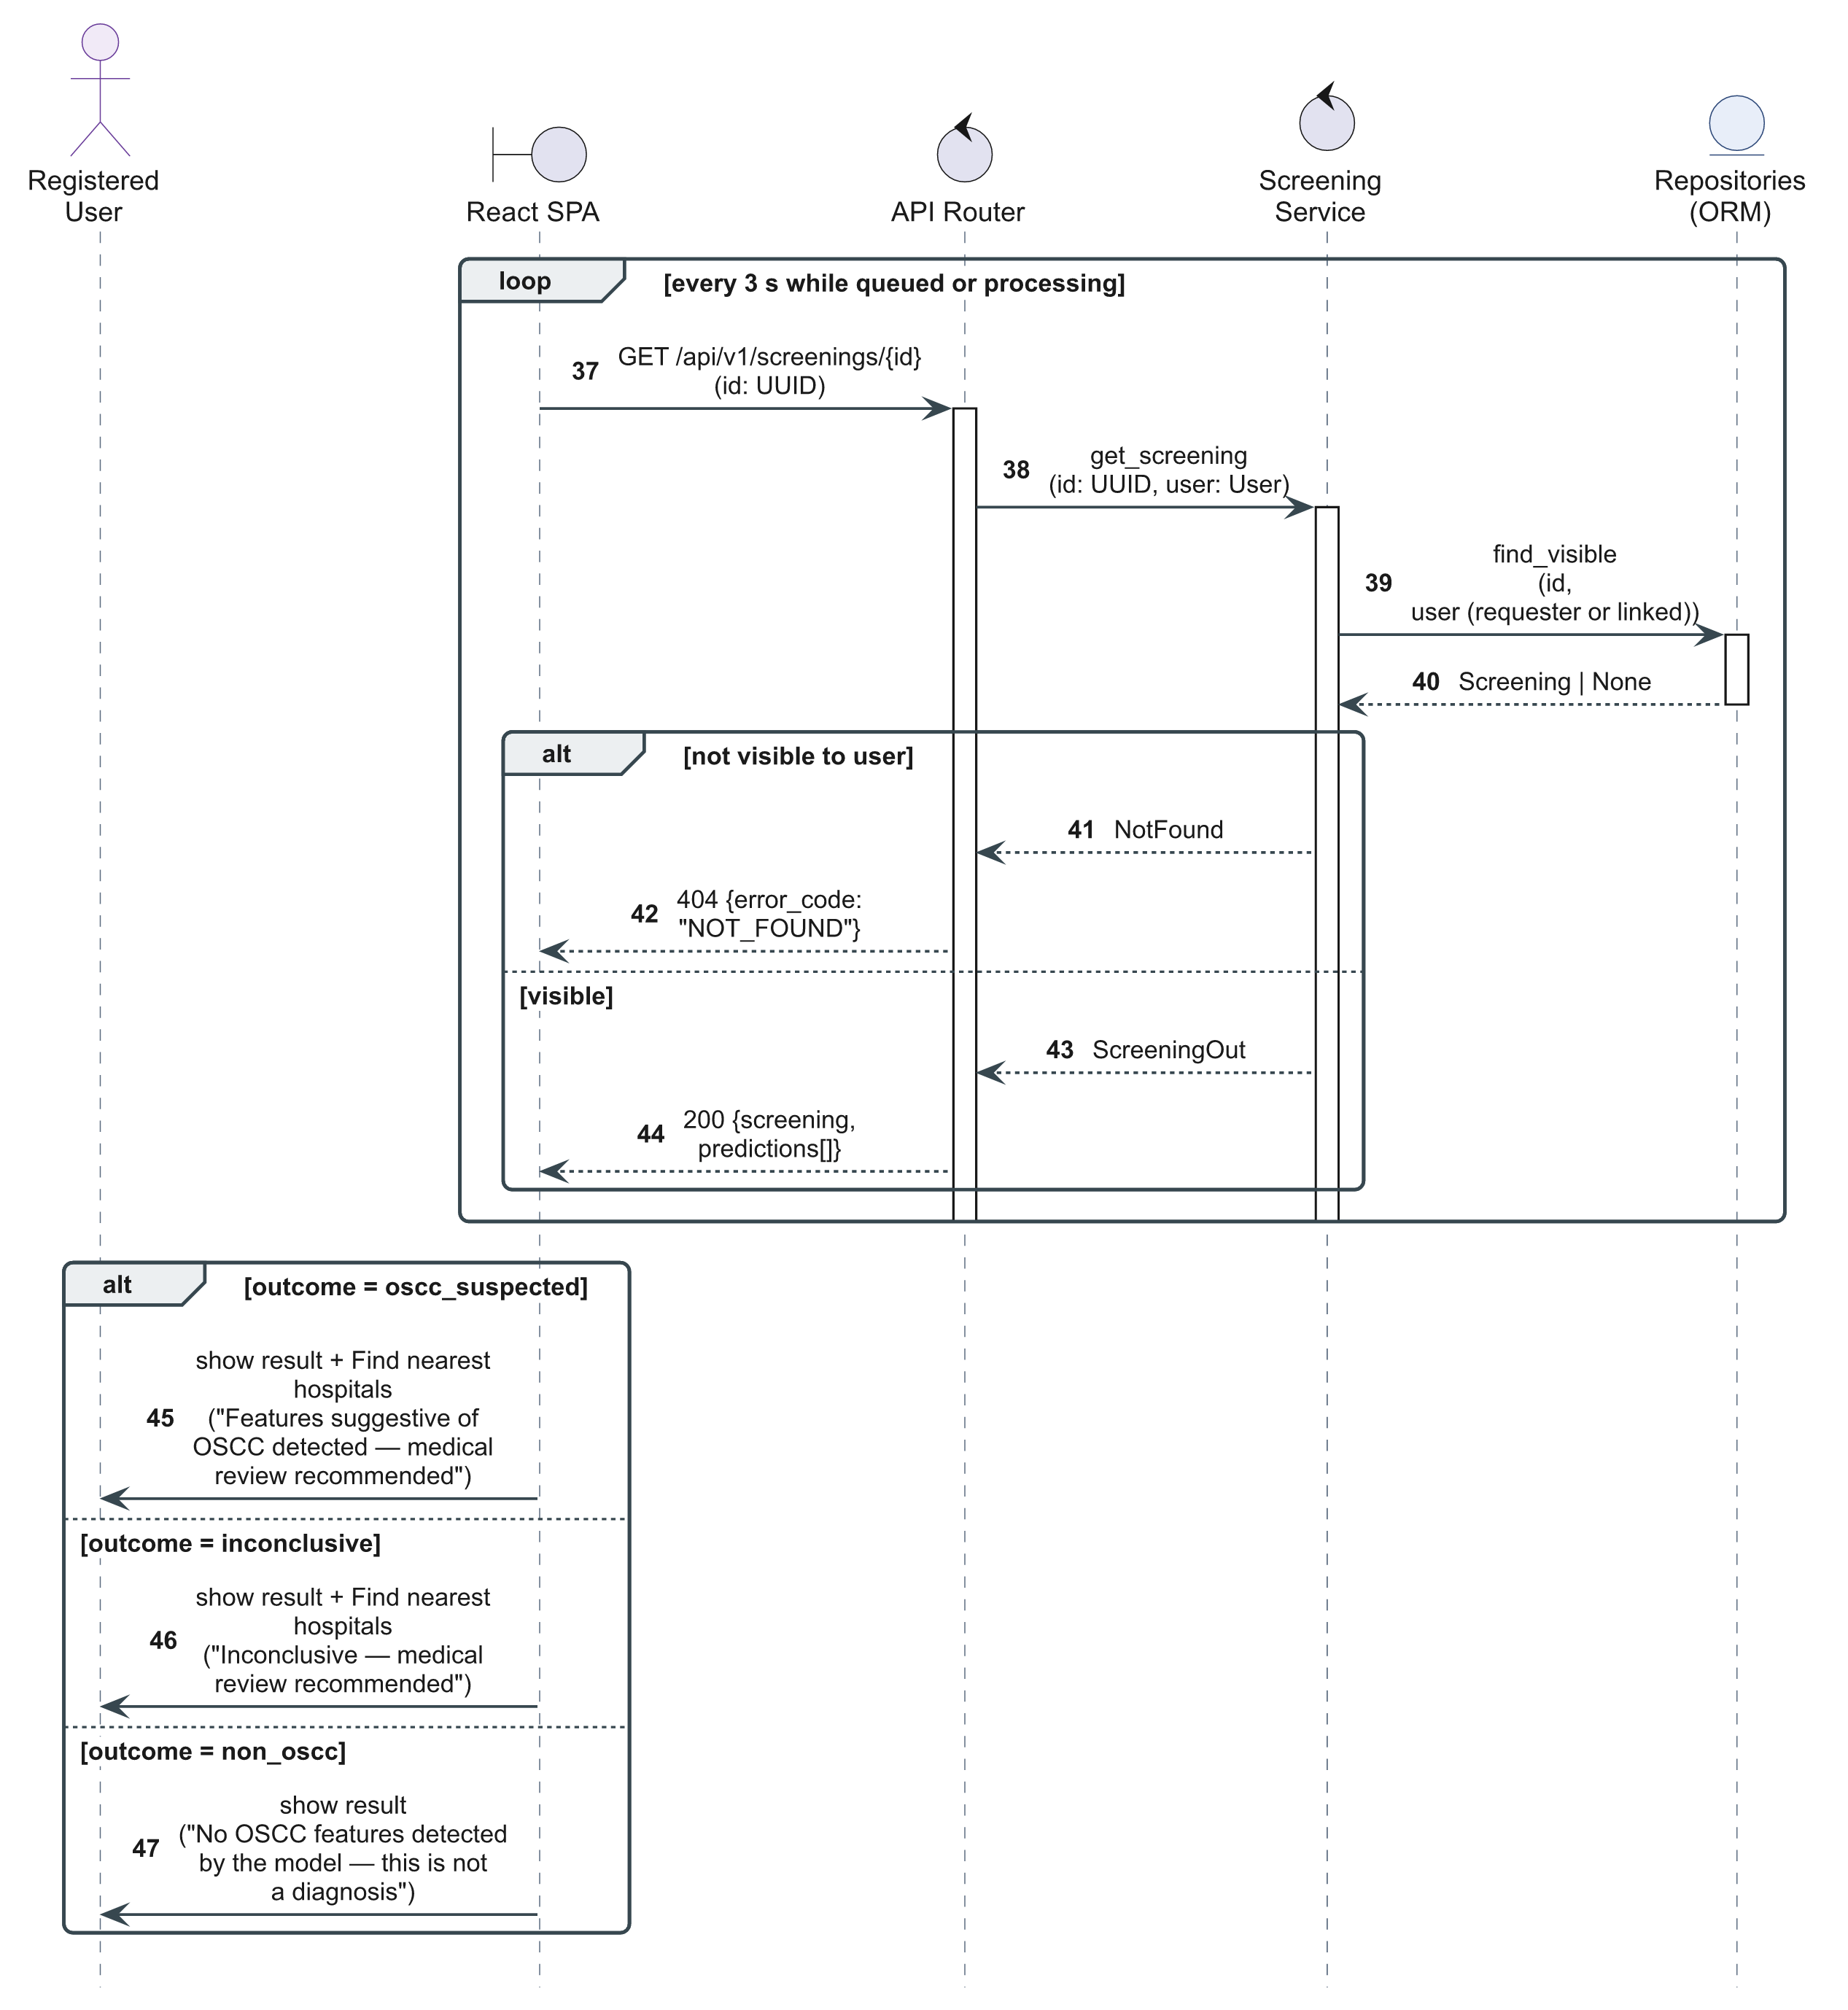 Registered
User
React SPA
API Router
Screening
Service
Repositories
(ORM)
loop
[every 3 s while queued or processing]
37
GET /api/v1/screenings/{id}
(id: UUID)
38
get_screening
(id: UUID, user: User)
39
find_visible
(id,
user (requester or linked))
40
Screening | None
alt
[not visible to user]
41
NotFound
42
404 {error_code:
"NOT_FOUND"}
[visible]
43
ScreeningOut
44
200 {screening,
predictions[]}
alt
[outcome = oscc_suspected]
45
show result + Find nearest
hospitals
("Features suggestive of
OSCC detected — medical
review recommended")
[outcome = inconclusive]
46
show result + Find nearest
hospitals
("Inconclusive — medical
review recommended")
[outcome = non_oscc]
47
show result
("No OSCC features detected
by the model — this is not
a diagnosis")